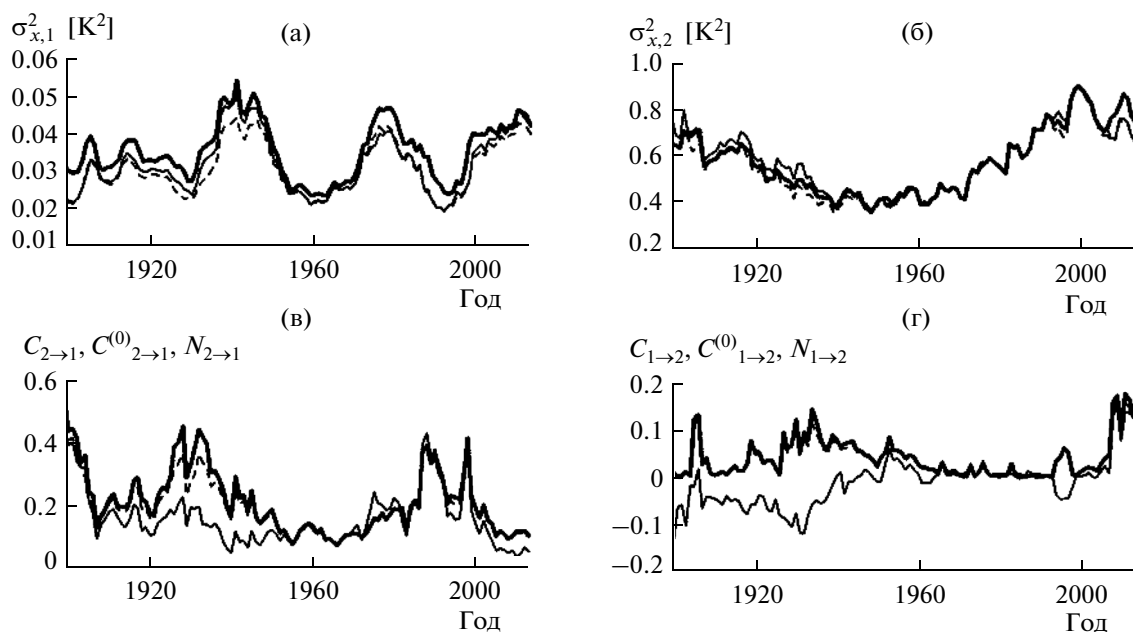 σ²ₓ,₁ [K²]
(а)
0.06
0.05
0.04
0.03
0.02
0.01
1920
1960
2000
Год
σ²ₓ,₂ [K²]
(б)
1.0
0.8
0.6
0.4
0.2
1920
1960
2000
Год
(в)
C₂→₁, C⁽⁰⁾₂→₁, N₂→₁
0.6
0.4
0.2
0
1920
1960
2000
Год
(г)
C₁→₂, C⁽⁰⁾₁→₂, N₁→₂
0.2
0.1
0
−0.1
−0.2
1920
1960
2000
Год